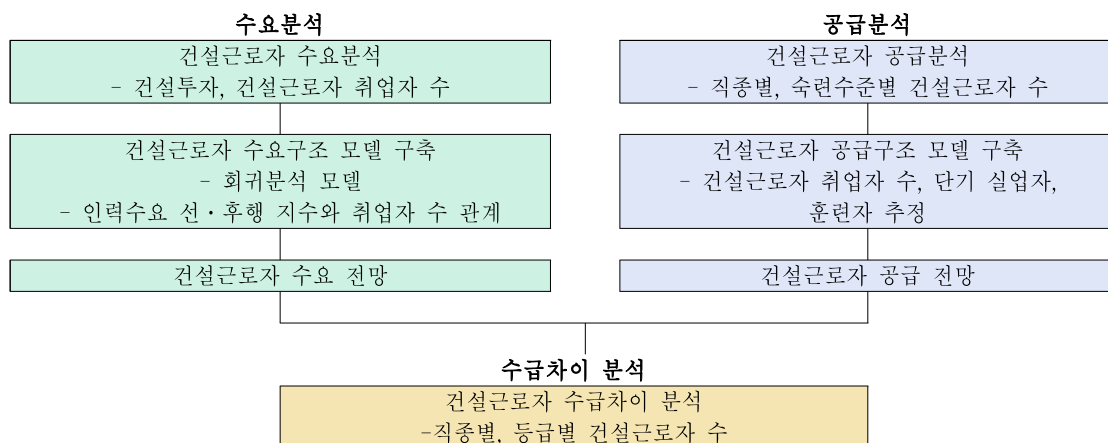 수요분석
건설근로자 수요분석
- 건설투자, 건설근로자 취업자 수
건설근로자 수요구조 모델 구축
- 회귀분석 모델
- 인력수요 선·후행 지수와 취업자 수 관계
건설근로자 수요 전망
공급분석
건설근로자 공급분석
- 직종별, 숙련수준별 건설근로자 수
건설근로자 공급구조 모델 구축
- 건설근로자 취업자 수, 단기 실업자,
훈련자 추정
건설근로자 공급 전망
수급차이 분석
건설근로자 수급차이 분석
-직종별, 등급별 건설근로자 수